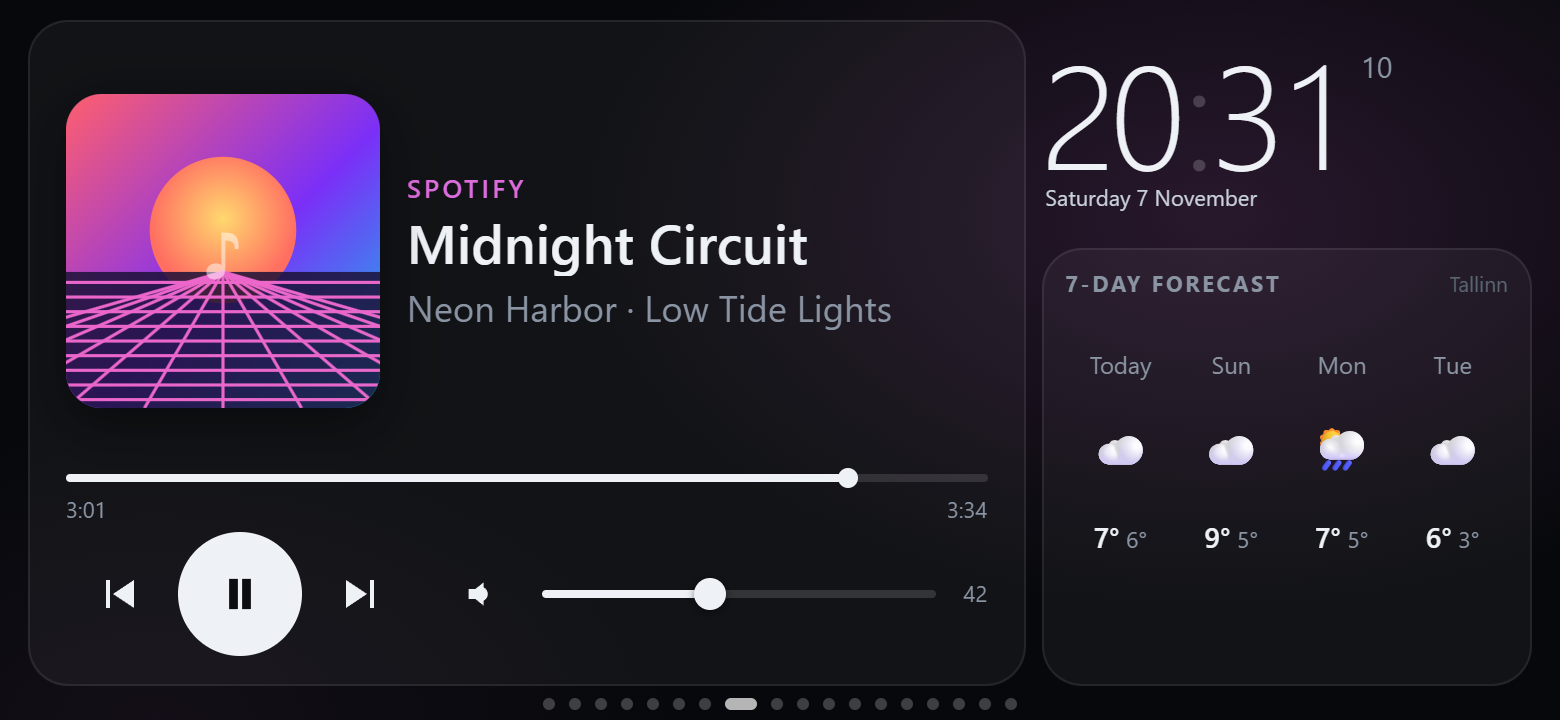 SPOTIFY
Midnight Circuit
Neon Harbor · Low Tide Lights
3:01
3:34
42
20:31
10
Saturday 7 November
7-DAY FORECAST
Tallinn
Today Sun Mon Tue
7° 6° 9° 5° 7° 5° 6° 3°